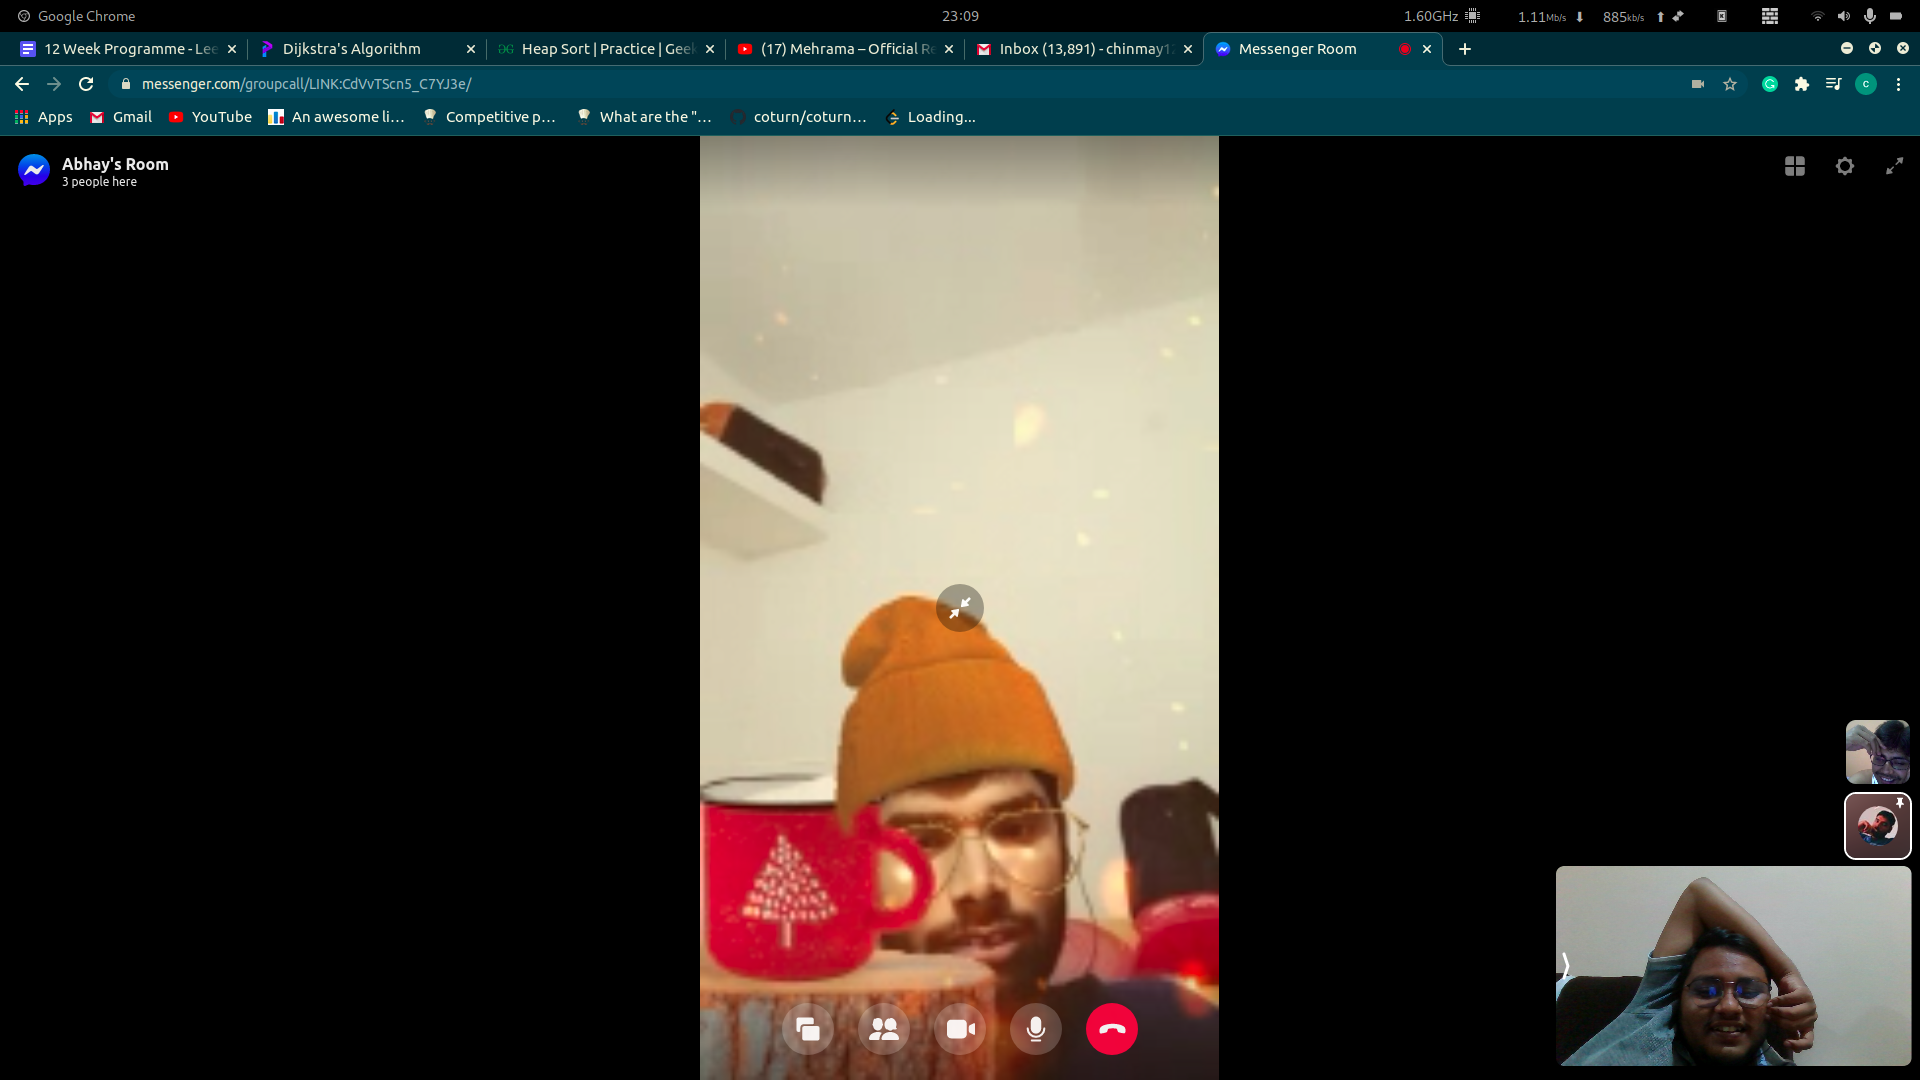 Google Chrome
23:09
1.60GHz
1.11Mb/s
885kb/s
12 Week Programme - Lee
Dijkstra's Algorithm
Heap Sort | Practice | Geek
(17) Mehrama – Official Re
Inbox (13,891) - chinmay12
Messenger Room
messenger.com/groupcall/LINK:CdVvTScn5_C7YJ3e/
Apps
Gmail
YouTube
An awesome li...
Competitive p...
What are the "...
coturn/coturn...
Loading...
Abhay's Room
3 people here